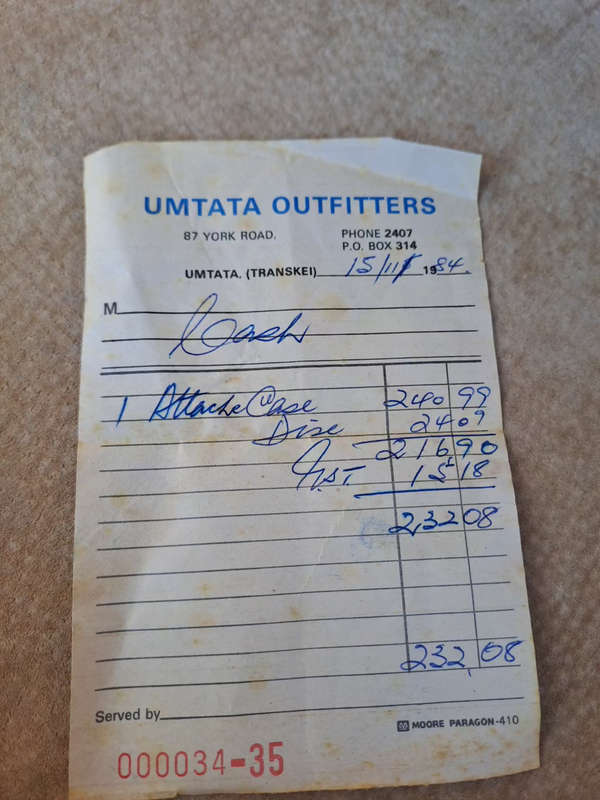 UMTATA OUTFITTERS
87 YORK ROAD. PHONE 2407
P.O. BOX 314
UMTATA, (TRANSKEI) 15/11/ 1984.
M
Cash
1 Attache Case 240 99
Disc 24 09
216 90
G.S.T 15 18
232 08
232,08
Served by
MOORE PARAGON-410
000034-35